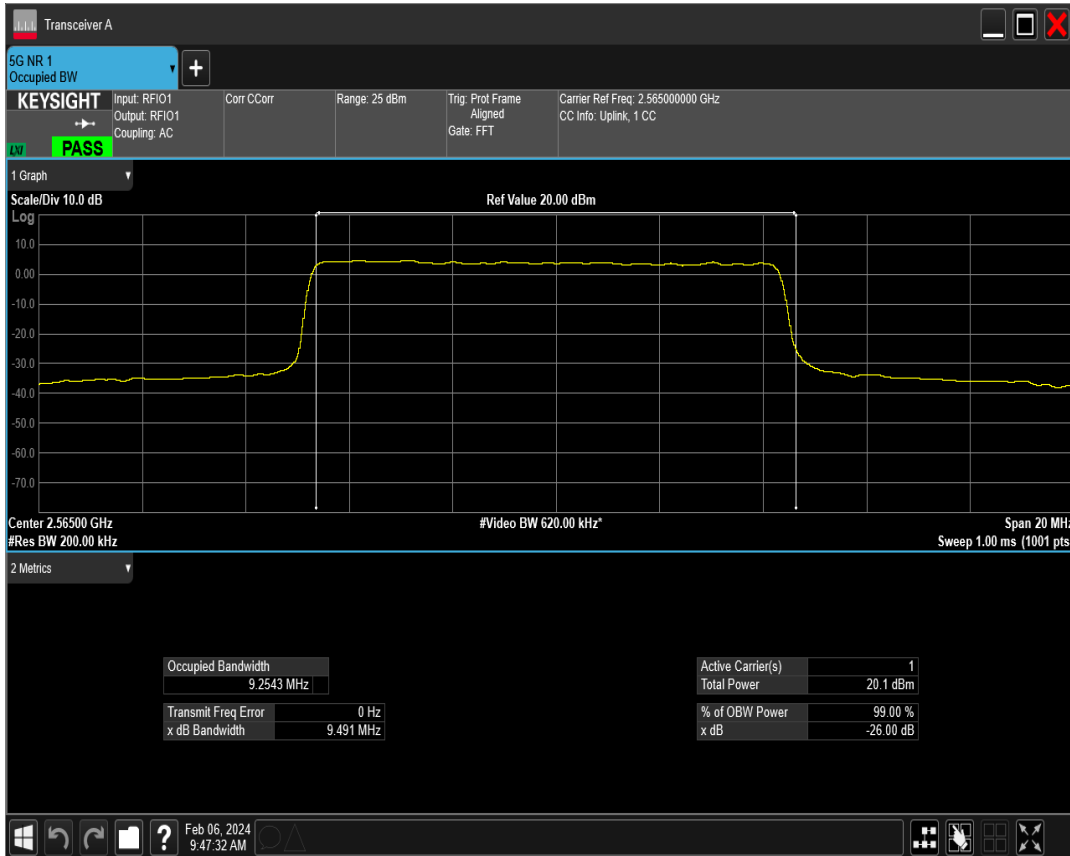 Transceiver A
5G NR 1
Occupied BW
+
KEYSIGHT
LXI
PASS
Input: RFIO1
Output: RFIO1
Coupling: AC
Corr CCorr
Range: 25 dBm
Trig: Prot Frame
Aligned
Gate: FFT
Carrier Ref Freq: 2.565000000 GHz
CC Info: Uplink, 1 CC
1 Graph
Scale/Div 10.0 dB
Ref Value 20.00 dBm
Log
10.0
0.00
-10.0
-20.0
-30.0
-40.0
-50.0
-60.0
-70.0
Center 2.56500 GHz
#Video BW 620.00 kHz*
Span 20 MHz
#Res BW 200.00 kHz
Sweep 1.00 ms (1001 pts
2 Metrics
Occupied Bandwidth
9.2543 MHz
Transmit Freq Error 0 Hz
x dB Bandwidth 9.491 MHz
Active Carrier(s) 1
Total Power 20.1 dBm
% of OBW Power 99.00 %
x dB -26.00 dB
?
Feb 06, 2024
9:47:32 AM